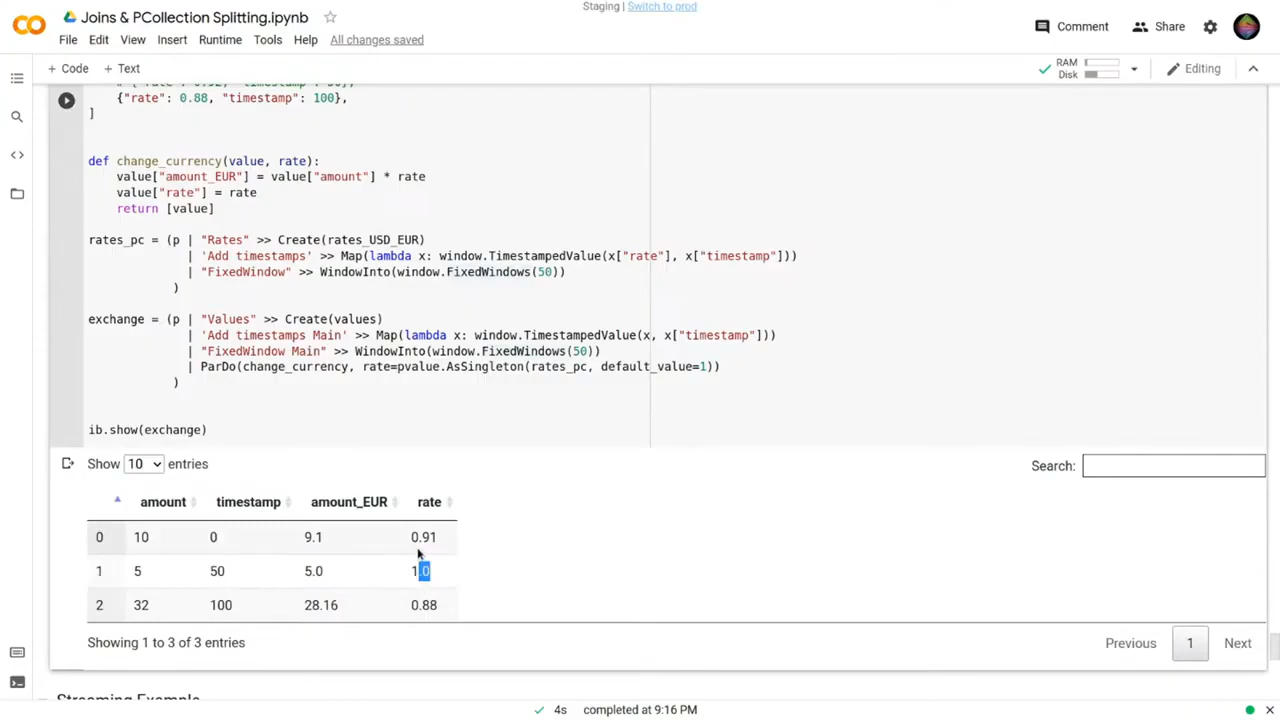 Staging | Switch to prod
Joins & PCollection Splitting.ipynb
Comment Share
File Edit View Insert Runtime Tools Help All changes saved
+ Code + Text
RAM
Disk
Editing
{"rate": 0.88, "timestamp": 100},
]
def change_currency(value, rate):
value["amount_EUR"] = value["amount"] * rate
value["rate"] = rate
return [value]
rates_pc = (p | "Rates" >> Create(rates_USD_EUR)
| 'Add timestamps' >> Map(lambda x: window.TimestampedValue(x["rate"], x["timestamp"]))
| "FixedWindow" >> WindowInto(window.FixedWindows(50))
)
exchange = (p | "Values" >> Create(values)
| 'Add timestamps Main' >> Map(lambda x: window.TimestampedValue(x, x["timestamp"]))
| "FixedWindow Main" >> WindowInto(window.FixedWindows(50))
| ParDo(change_currency, rate=pvalue.AsSingleton(rates_pc, default_value=1))
)
ib.show(exchange)
Show 10 entries
Search:
amount timestamp amount_EUR rate
0 10 0 9.1 0.91
1 5 50 5.0 1.0
2 32 100 28.16 0.88
Showing 1 to 3 of 3 entries
Previous 1 Next
Streaming Example
4s completed at 9:16 PM